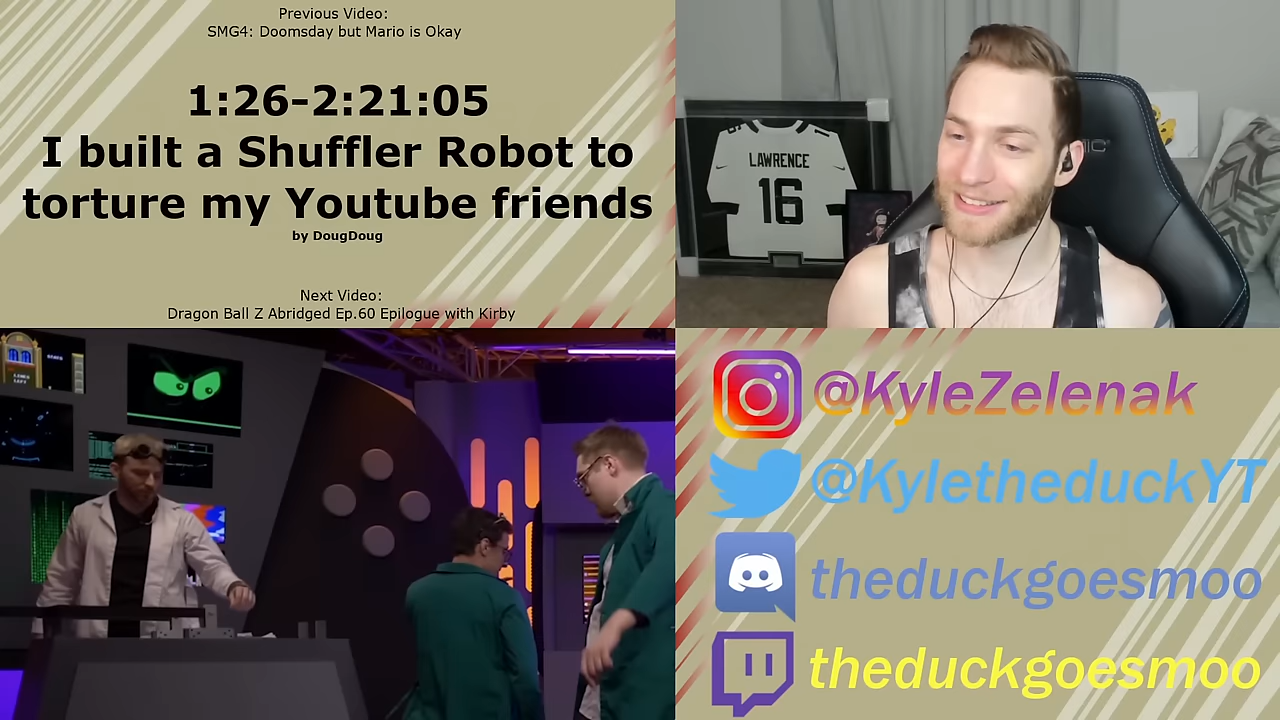 Previous Video:
SMG4: Doomsday but Mario is Okay
1:26-2:21:05
I built a Shuffler Robot to
torture my Youtube friends
by DougDoug
Next Video:
Dragon Ball Z Abridged Ep.60 Epilogue with Kirby
LAWRENCE
16
@KyleZelenak
@KyletheduckYT
theduckgoesmoo
theduckgoesmoo